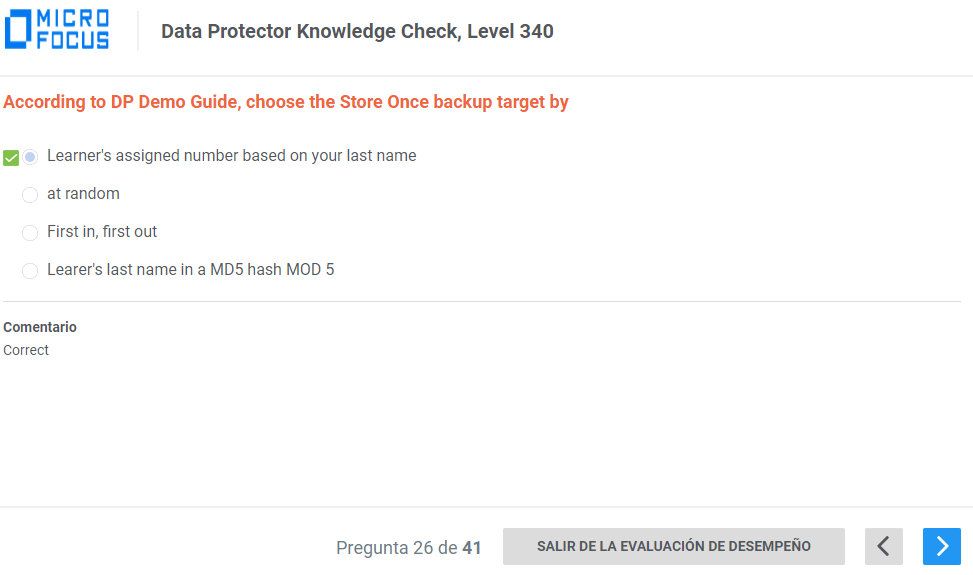 MICRO
FOCUS
Data Protector Knowledge Check, Level 340
According to DP Demo Guide, choose the Store Once backup target by
Learner's assigned number based on your last name
at random
First in, first out
Learer's last name in a MD5 hash MOD 5
Comentario
Correct
Pregunta 26 de 41
SALIR DE LA EVALUACIÓN DE DESEMPEÑO